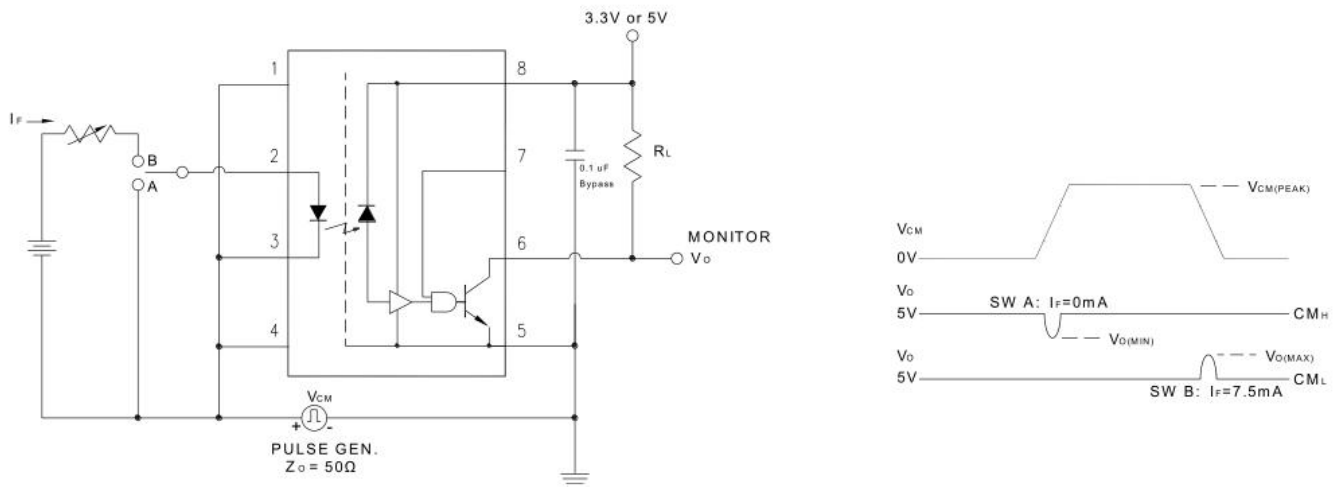 3.3V or 5V
1
8
IF
B
2
7
RL
A
0.1 uF
Bypass
VCM(PEAK)
3
6
MONITOR
Vo
VCM
0V
Vo
SW A: IF=0mA
5V
CMH
4
5
VO(MIN)
Vo
VO(MAX)
5V
CML
SW B: IF=7.5mA
VCM
+
-
PULSE GEN.
Zo = 50Ω